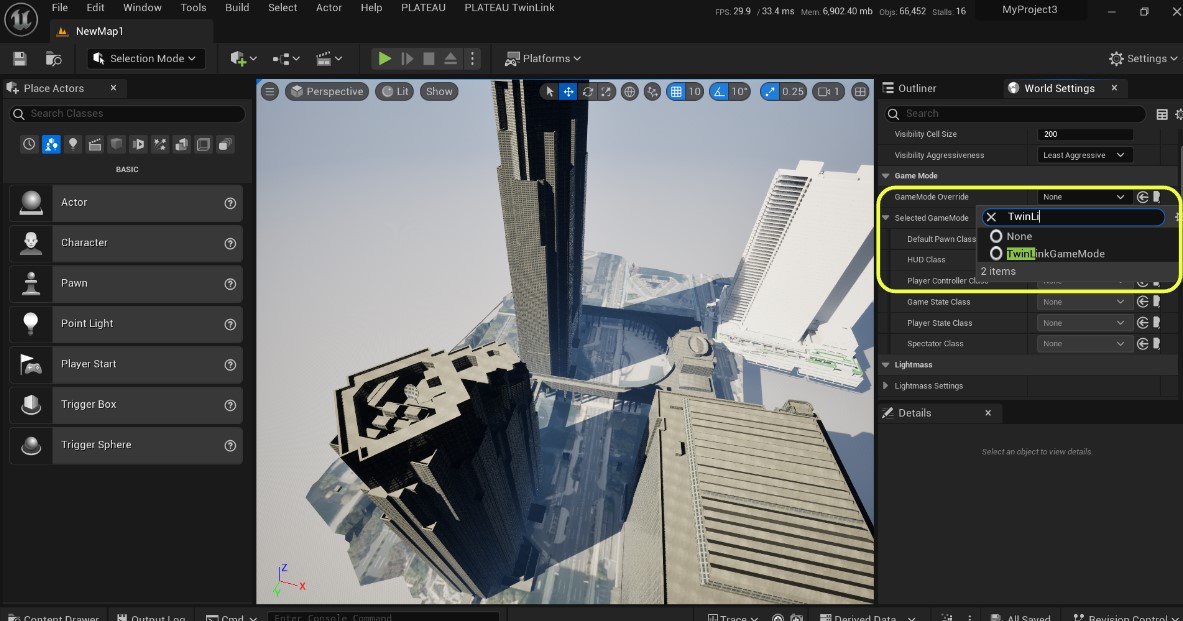 File Edit Window Tools Build Select Actor Help PLATEAU PLATEAU TwinLink
FPS: 29.9 / 33.4 ms Mem: 6,902.40 mb Objs: 66,452 Stalls: 16
MyProject3
NewMap1
Selection Mode
Platforms
Settings
Place Actors
Search Classes
BASIC
Actor
Character
Pawn
Point Light
Player Start
Trigger Box
Trigger Sphere
Perspective Lit Show
10 10° 0.25 1
Z
X
Y
Outliner World Settings
Search
Visibility Cell Size 200
Visibility Aggressiveness Least Aggressive
Game Mode
GameMode Override None
Selected GameMode TwinLi
None
Default Pawn Class
TwinLinkGameMode
HUD Class
2 items
Player Controller Class None
Game State Class None
Player State Class None
Spectator Class None
Lightmass
Lightmass Settings
Details
Select an object to view details.
Content Drawer Output Log Cmd Enter Console Command Trace Derived Data All Saved Revision Control